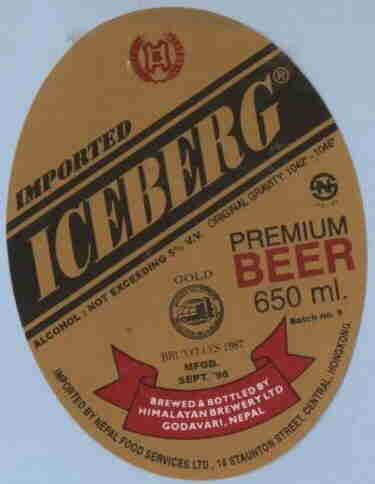 IMPORTED
ICEBERG®
ALCOHOL : NOT EXCEEDING 5% V.V. ORIGINAL GRAVITY. 1042° - 1046°
PREMIUM
BEER
650 ml.
Batch no. 9
GOLD
BRUXELLES 1987
MFGD.
SEPT. '96
BREWED & BOTTLED BY
HIMALAYAN BREWERY LTD
GODAVARI, NEPAL
IMPORTED BY NEPAL FOOD SERVICES LTD., 14 STAUNTON STREET, CENTRAL, HONGKONG